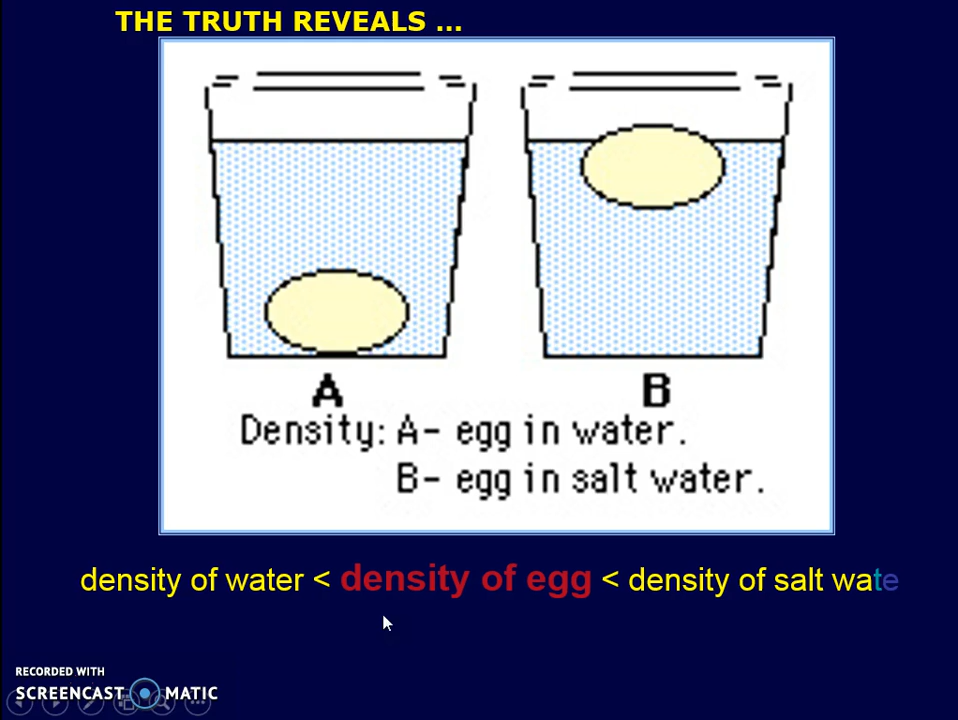 THE TRUTH REVEALS ...
A B
Density: A- egg in water.
B- egg in salt water.
density of water < density of egg < density of salt wate
RECORDED WITH
SCREENCAST MATIC